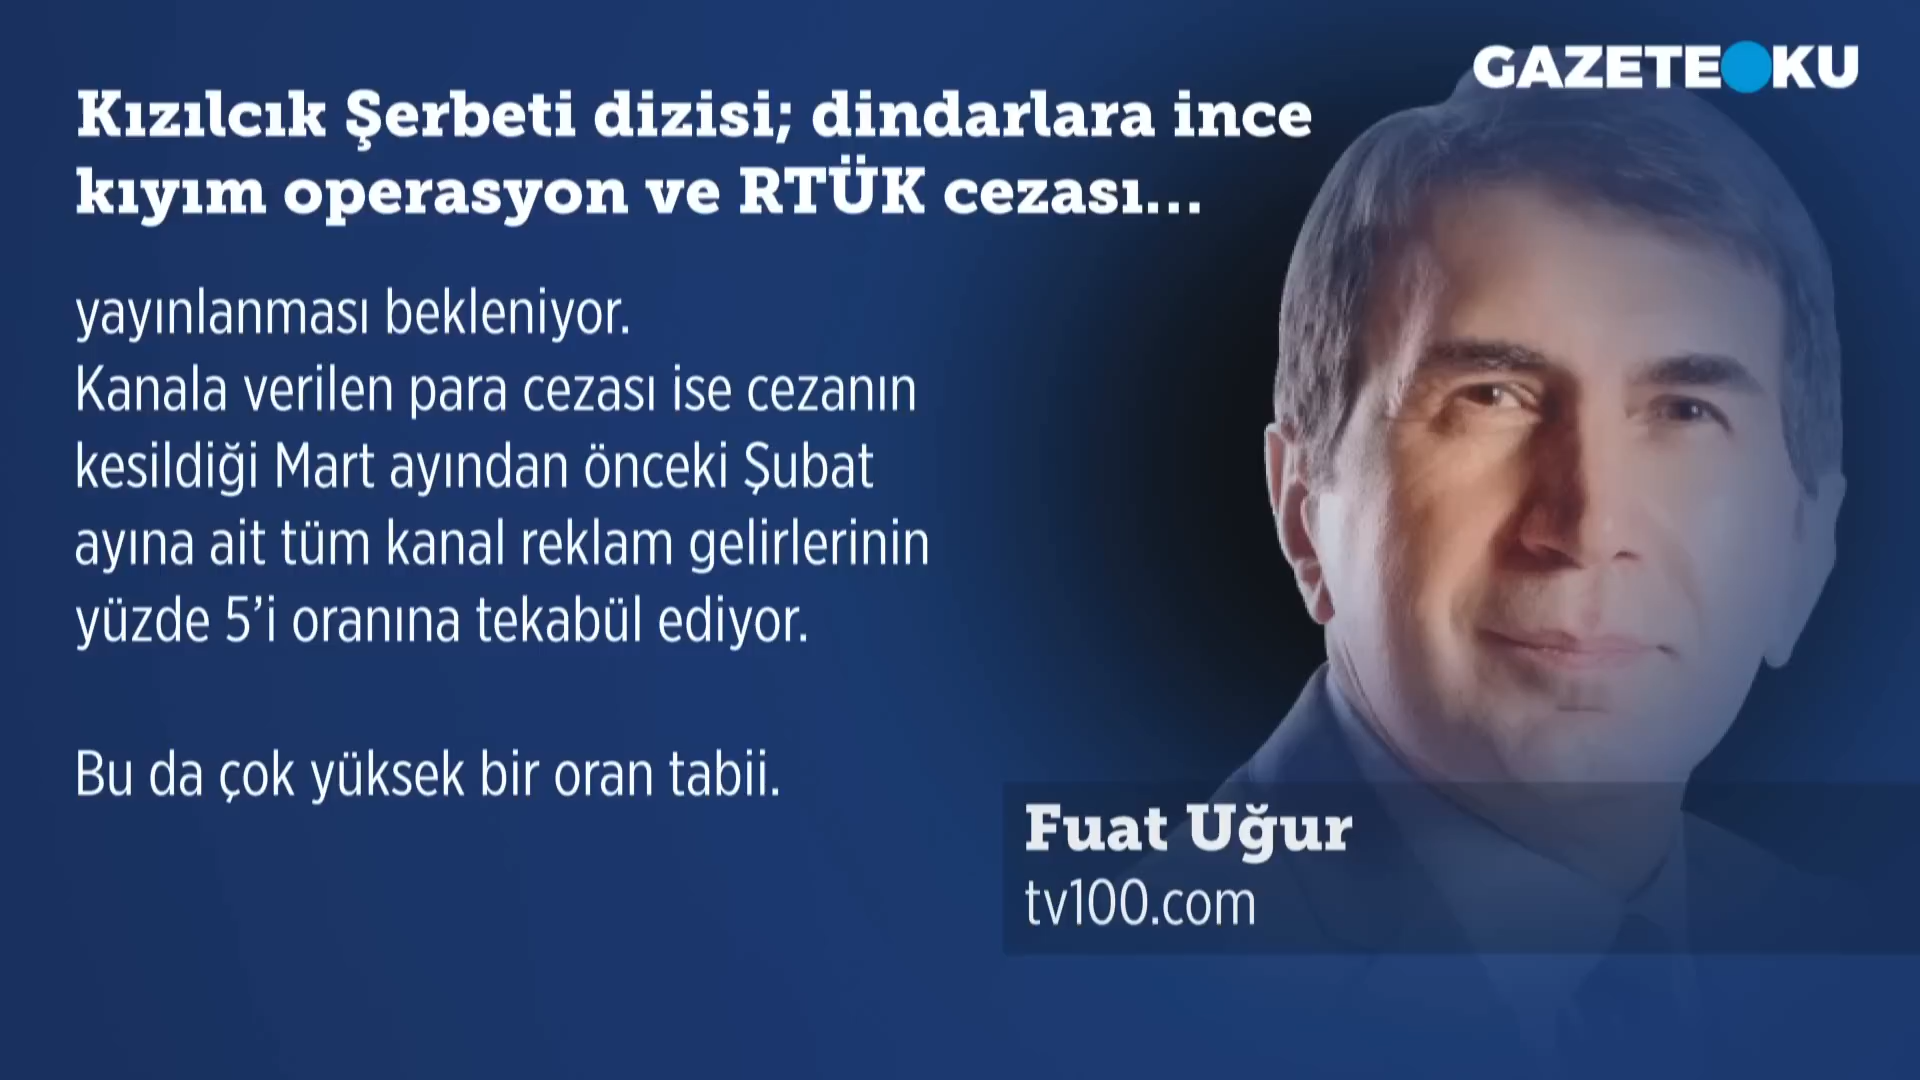 GAZETE OKU
Kızılcık Şerbeti dizisi; dindarlara ince
kıyım operasyon ve RTÜK cezası...
yayınlanması bekleniyor.
Kanala verilen para cezası ise cezanın
kesildiği Mart ayından önceki Şubat
ayına ait tüm kanal reklam gelirlerinin
yüzde 5’i oranına tekabül ediyor.
Bu da çok yüksek bir oran tabii.
Fuat Uğur
tv100.com